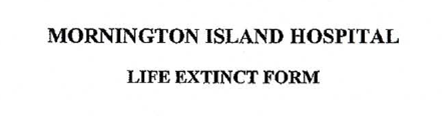 MORNINGTON ISLAND HOSPITAL
LIFE EXTINCT FORM